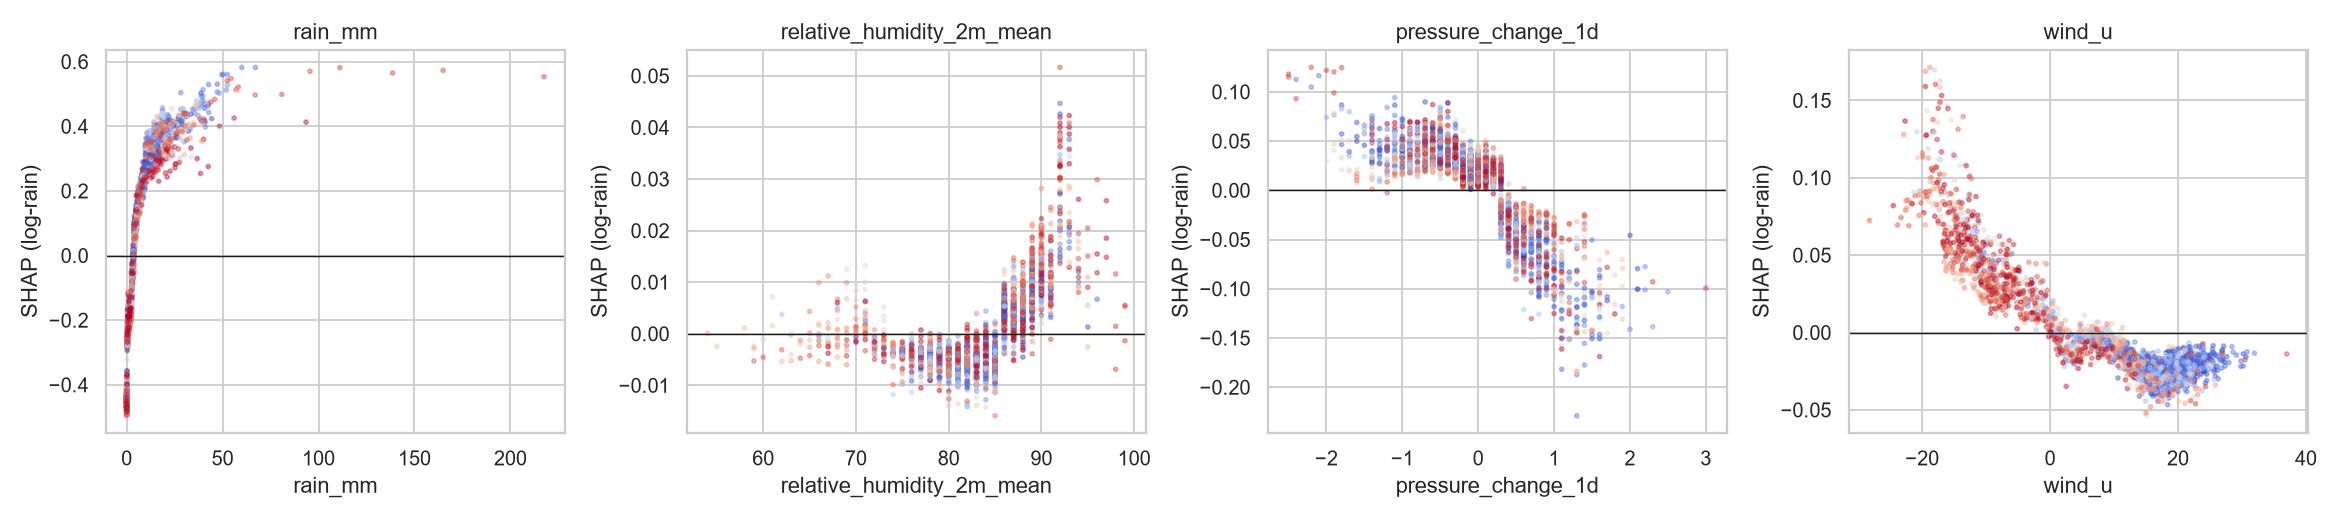 rain_mm
0.6
0.4
0.2
0.0
−0.2
−0.4
SHAP (log-rain)
0 50 100 150 200
rain_mm
relative_humidity_2m_mean
0.05
0.04
0.03
0.02
0.01
0.00
−0.01
SHAP (log-rain)
60 70 80 90 100
relative_humidity_2m_mean
pressure_change_1d
0.10
0.05
0.00
−0.05
−0.10
−0.15
−0.20
SHAP (log-rain)
−2 −1 0 1 2 3
pressure_change_1d
wind_u
0.15
0.10
0.05
0.00
−0.05
SHAP (log-rain)
−20 0 20 40
wind_u